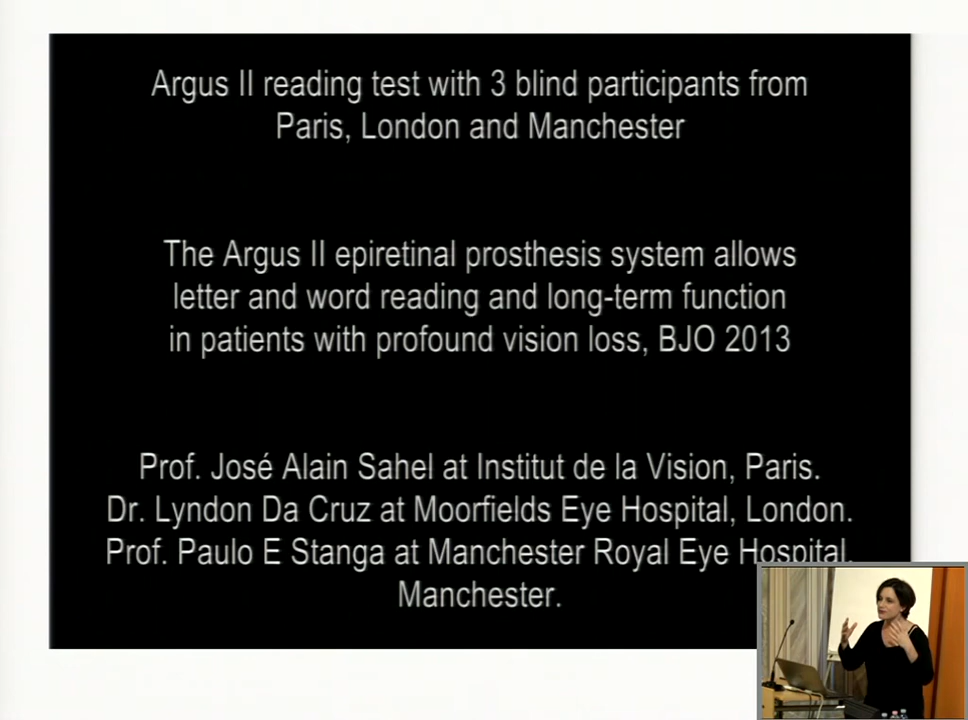 Argus II reading test with 3 blind participants from
Paris, London and Manchester
The Argus II epiretinal prosthesis system allows
letter and word reading and long-term function
in patients with profound vision loss, BJO 2013
Prof. José Alain Sahel at Institut de la Vision, Paris.
Dr. Lyndon Da Cruz at Moorfields Eye Hospital, London.
Prof. Paulo E Stanga at Manchester Royal Eye Hospital,
Manchester.